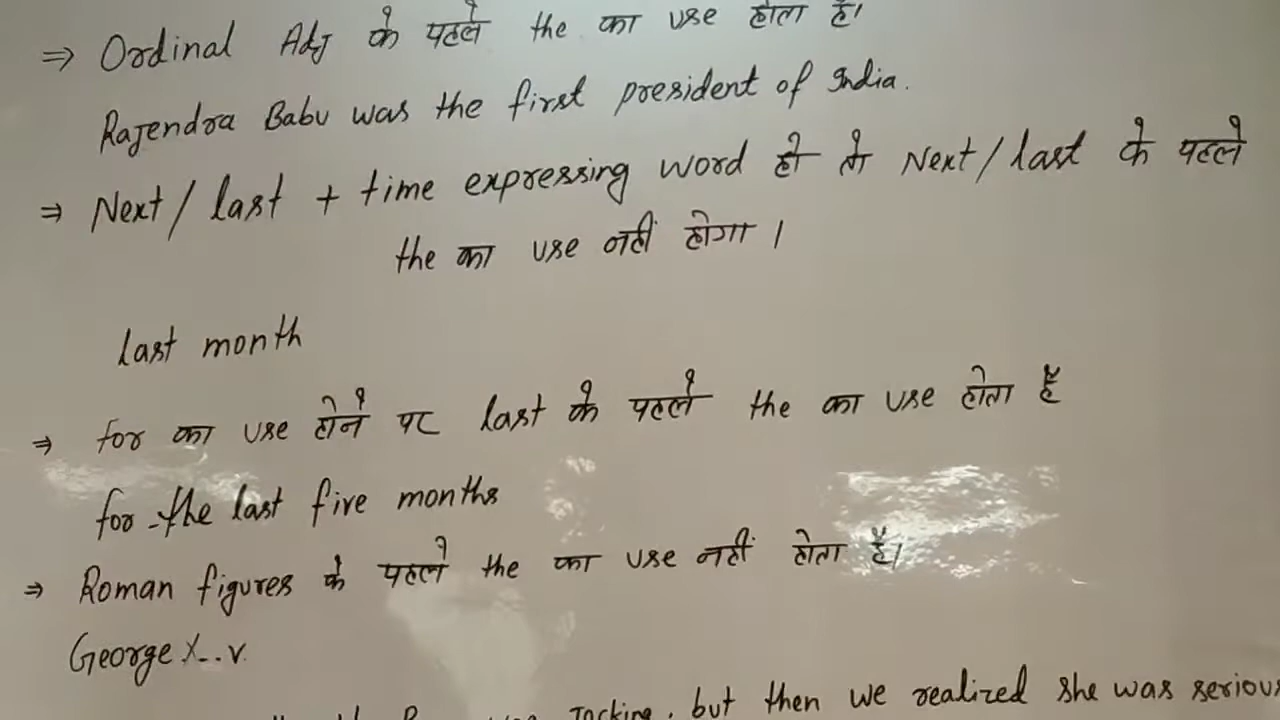 ⇒ Ordinal Adj के पहले the का use होता है।
Rajendra Babu was the first president of India.
⇒ Next / last + time expressing word हो तो Next / last के पहले
the का use नहीं होगा ।
last month
⇒ for का use होने पर last के पहले the का use होता है
for the last five months
⇒ Roman figures के पहले the का use नहीं होता है।
George X...V.
but then we realized she was serious